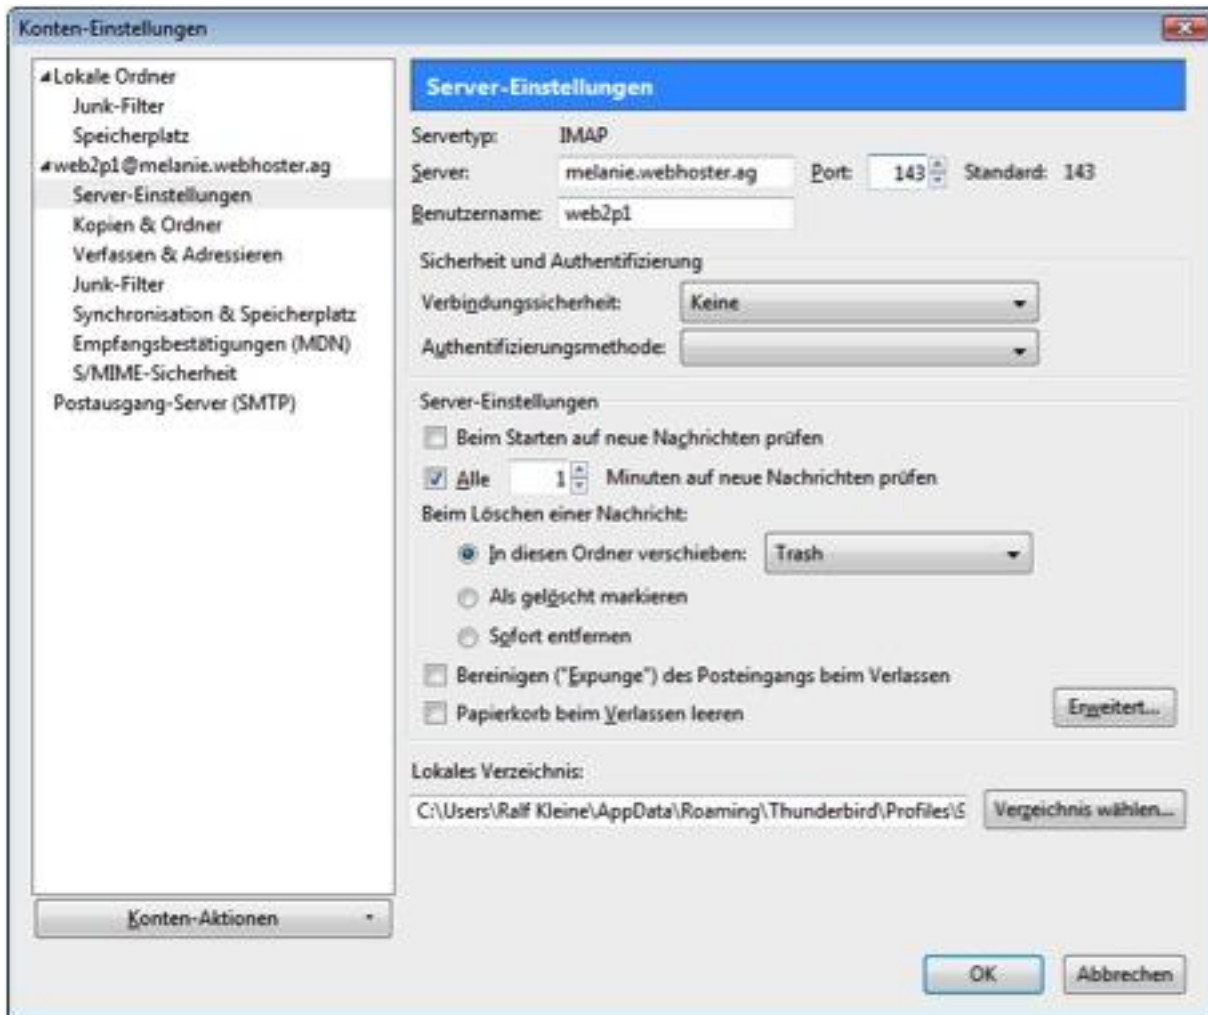 Konten-Einstellungen
Lokale Ordner
Junk-Filter
Speicherplatz
web2p1@melanie.webhoster.ag
Server-Einstellungen
Kopien & Ordner
Verfassen & Adressieren
Junk-Filter
Synchronisation & Speicherplatz
Empfangsbestätigungen (MDN)
S/MIME-Sicherheit
Postausgang-Server (SMTP)
Konten-Aktionen
Server-Einstellungen
Servertyp: IMAP
Server: melanie.webhoster.ag Port: 143 Standard: 143
Benutzername: web2p1
Sicherheit und Authentifizierung
Verbindungssicherheit: Keine
Authentifizierungsmethode:
Server-Einstellungen
Beim Starten auf neue Nachrichten prüfen
Alle 1 Minuten auf neue Nachrichten prüfen
Beim Löschen einer Nachricht:
In diesen Ordner verschieben: Trash
Als gelöscht markieren
Sofort entfernen
Bereinigen ("Expunge") des Posteingangs beim Verlassen
Papierkorb beim Verlassen leeren
Erweitert...
Lokales Verzeichnis:
C:\Users\Ralf Kleine\AppData\Roaming\Thunderbird\Profiles\S Verzeichnis wählen...
OK Abbrechen